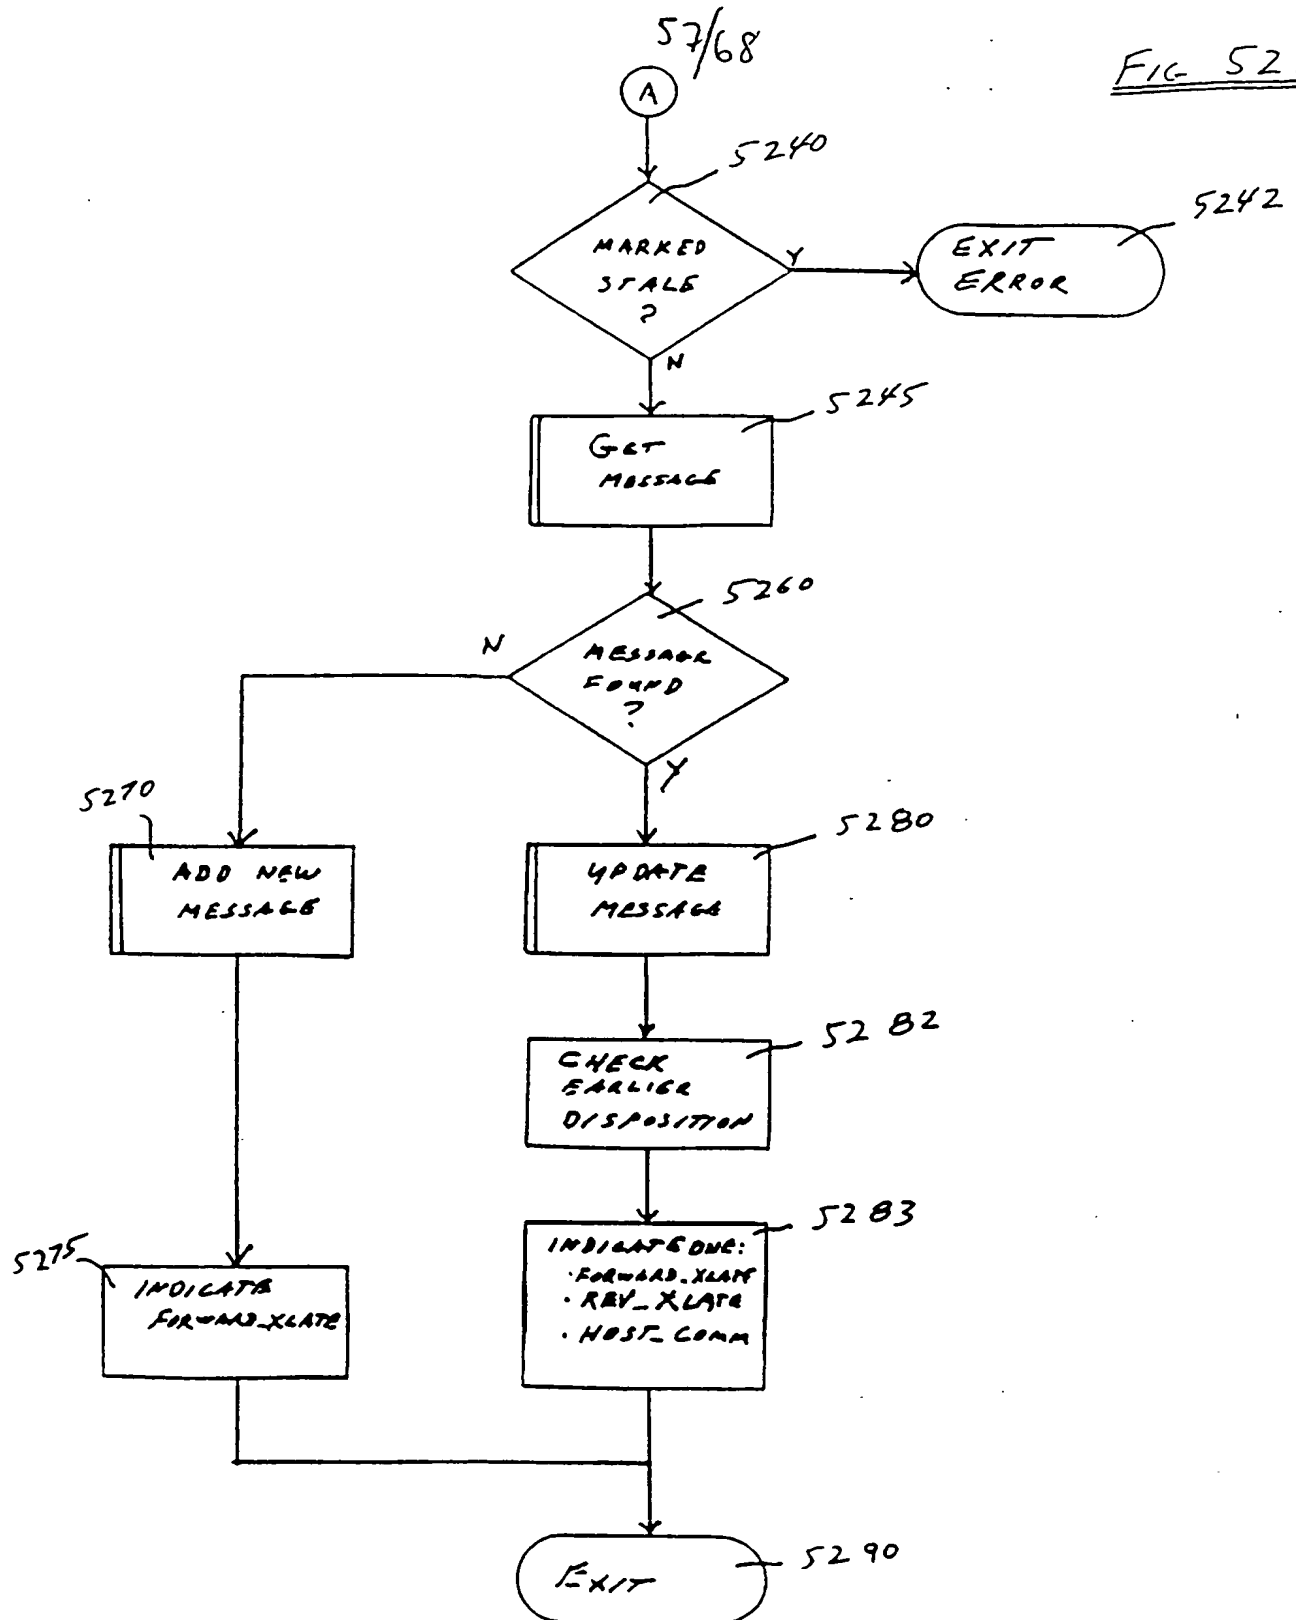 57/68
FIG 52
A
5240
MARKED
STALE
?
Y
5242
EXIT
ERROR
N
5245
GET
MESSAGE
5260
N
MESSAGE
FOUND
?
Y
5270
ADD NEW
MESSAGE
5280
UPDATE
MESSAGE
5282
CHECK
EARLIER
DISPOSITION
5275
INDICATE
FORWARD_XLATE
5283
INDICATE ONE:
· FORWARD_XLATE
· REV_XLATE
· HOST_COMM
5290
EXIT